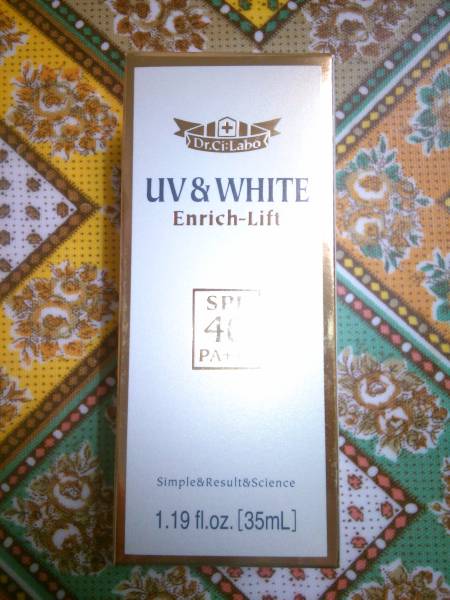 Dr.Ci:Labo
UV & WHITE
Enrich-Lift
Simple&Result&Science
1.19 fl.oz. [35mL]